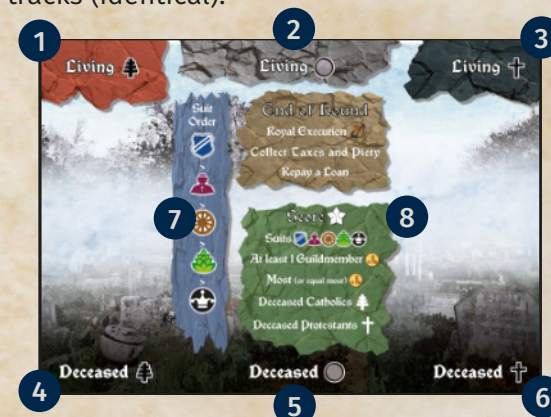 tracks (identical).
1
2
3
Living
Living
Living
Suit
Order
End of Round
Royal Execution
Collect Taxes and Piety
Repay a Loan
7
Score
8
Suits
At least 1 Guildmember
Most (or equal most)
Deceased Catholics
Deceased Protestants
Deceased
Deceased
Deceased
4
5
6